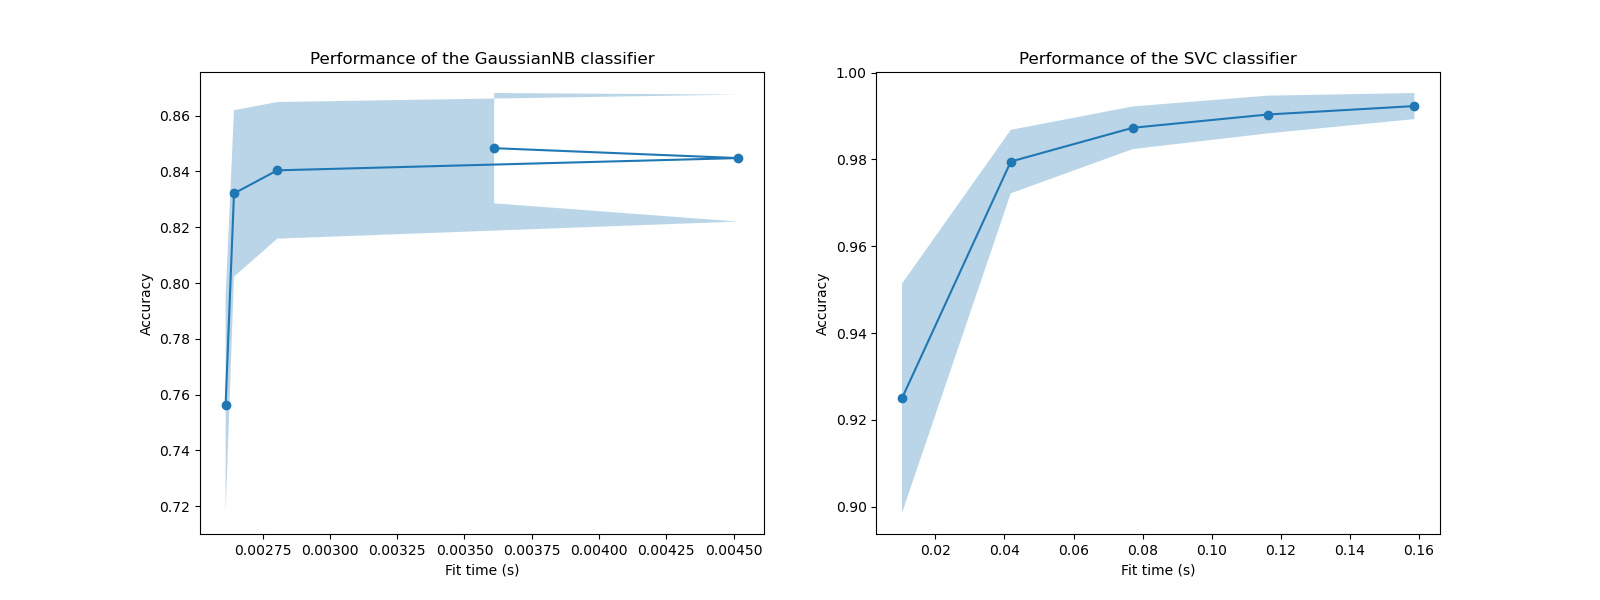 Performance of the GaussianNB classifier
Accuracy
0.86
0.84
0.82
0.80
0.78
0.76
0.74
0.72
0.00275 0.00300 0.00325 0.00350 0.00375 0.00400 0.00425 0.00450
Fit time (s)
Performance of the SVC classifier
Accuracy
1.00
0.98
0.96
0.94
0.92
0.90
0.02 0.04 0.06 0.08 0.10 0.12 0.14 0.16
Fit time (s)